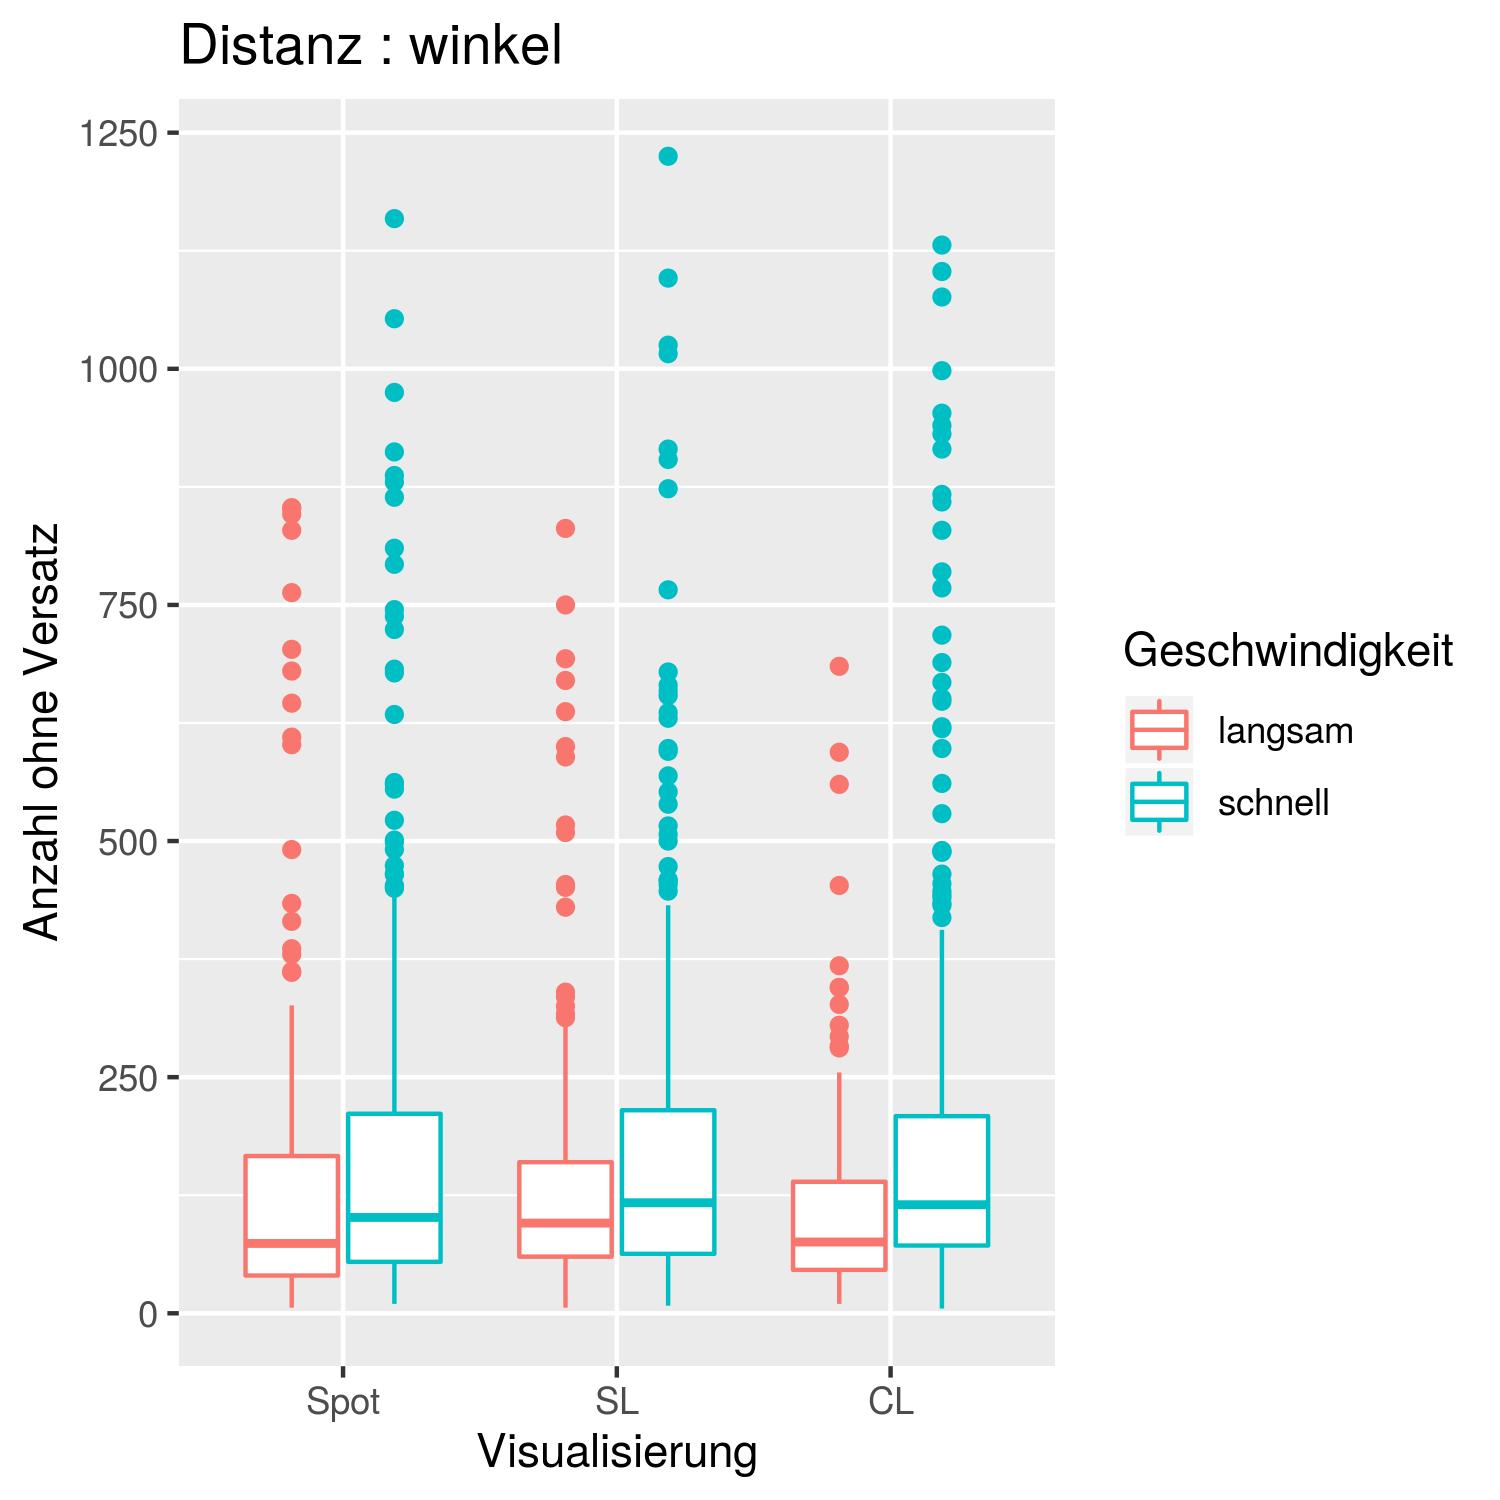 Distanz : winkel
Anzahl ohne Versatz
1250
1000
750
500
250
0
Spot SL CL
Visualisierung
Geschwindigkeit
langsam
schnell